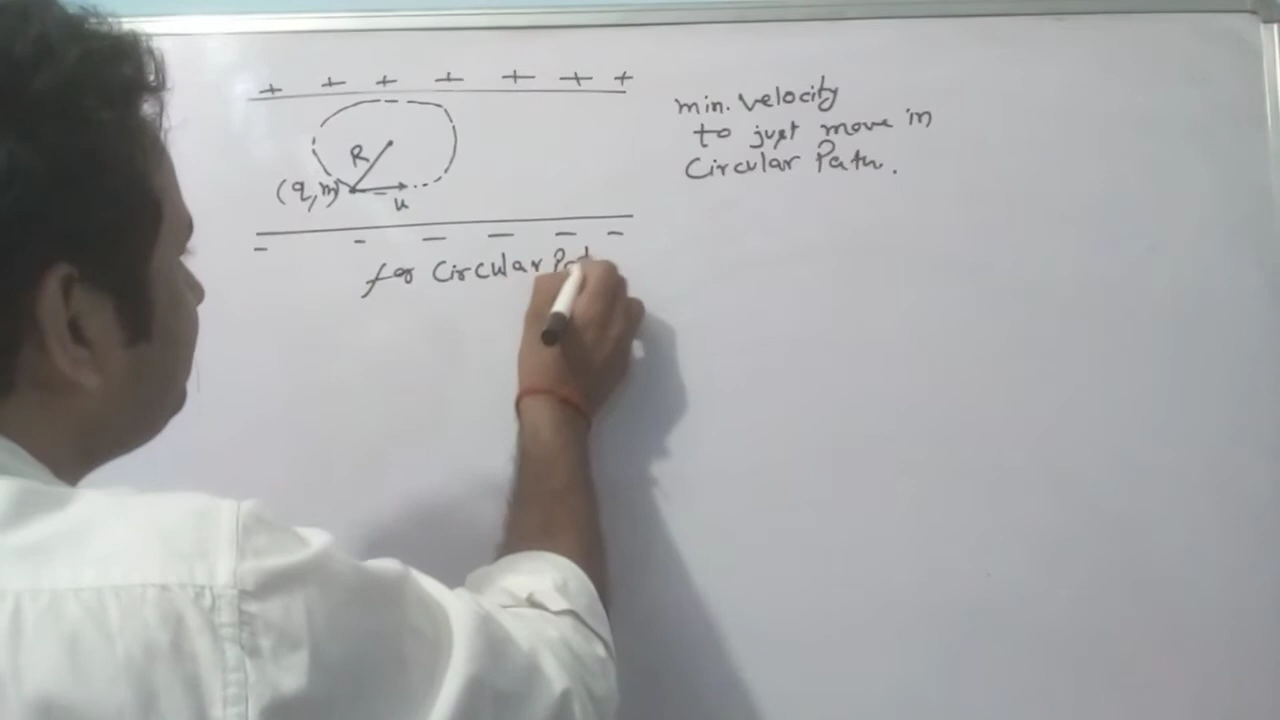 + + + + + + +
R
(q,m)
u
- - - - - -
for Circular
min. velocity
to just move in
Circular Path.